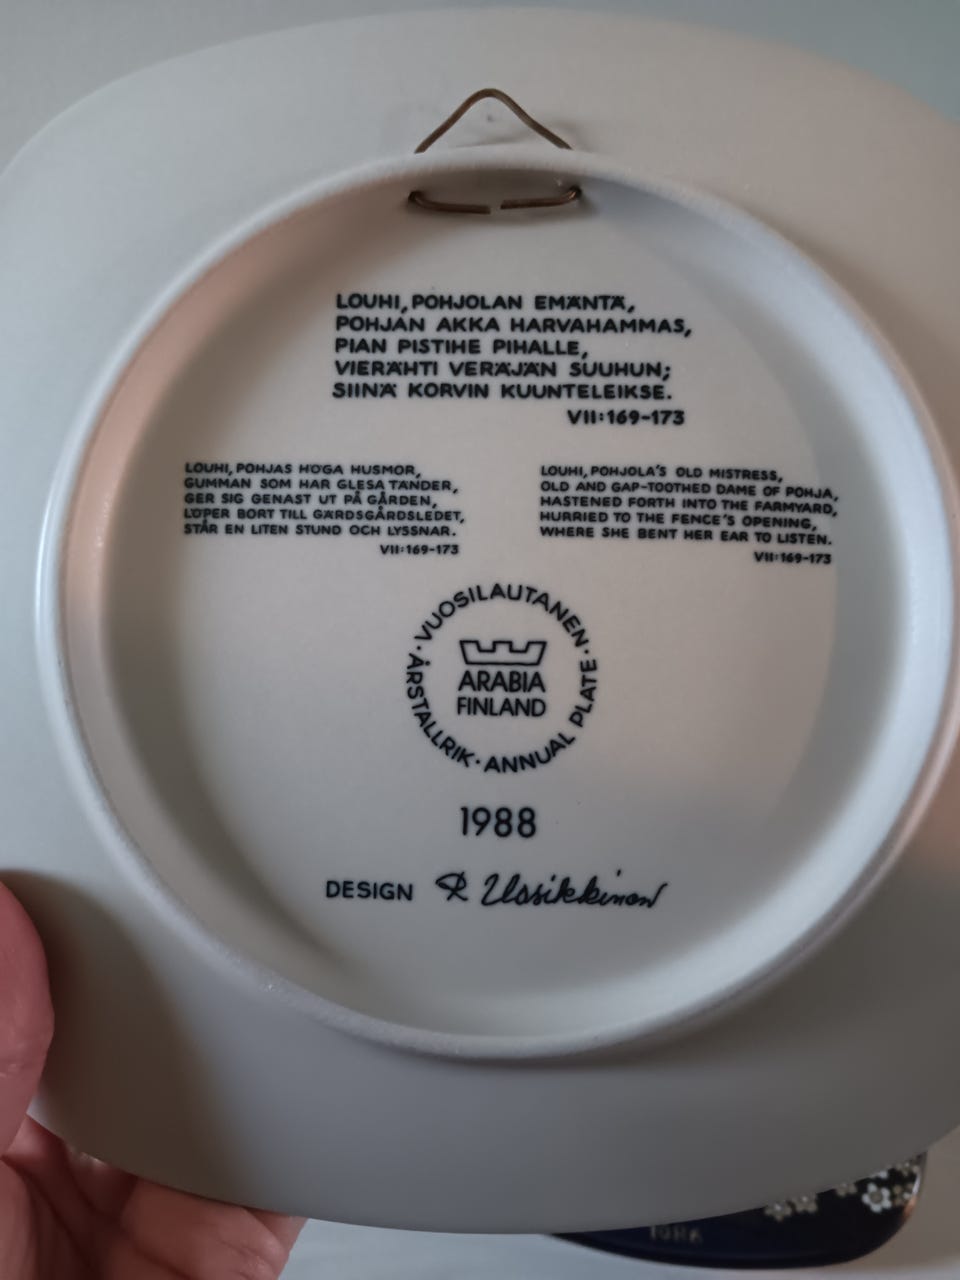 LOUHI, POHJOLAN EMÄNTÄ,
POHJAN AKKA HARVAHAMMAS,
PIAN PISTIHE PIHALLE,
VIERÄHTI VERÄJÄN SUUHUN;
SIINÄ KORVIN KUUNTELEIKSE.
VII:169-173
LOUHI, POHJAS HÖGA HUSMOR,
GUMMAN SOM HAR GLESA TÄNDER,
GER SIG GENAST UT PÅ GÅRDEN,
LÖPER BORT TILL GÄRDSGÅRDSLEDET,
STÅR EN LITEN STUND OCH LYSSNAR.
VII:169-173
LOUHI, POHJOLA'S OLD MISTRESS,
OLD AND GAP-TOOTHED DAME OF POHJA,
HASTENED FORTH INTO THE FARMYARD,
HURRIED TO THE FENCE'S OPENING,
WHERE SHE BENT HER EAR TO LISTEN.
VII:169-173
· VUOSILAUTANEN · ANNUAL PLATE · ÅRSTALLRIK
ARABIA
FINLAND
1988
DESIGN R Uosikkinen